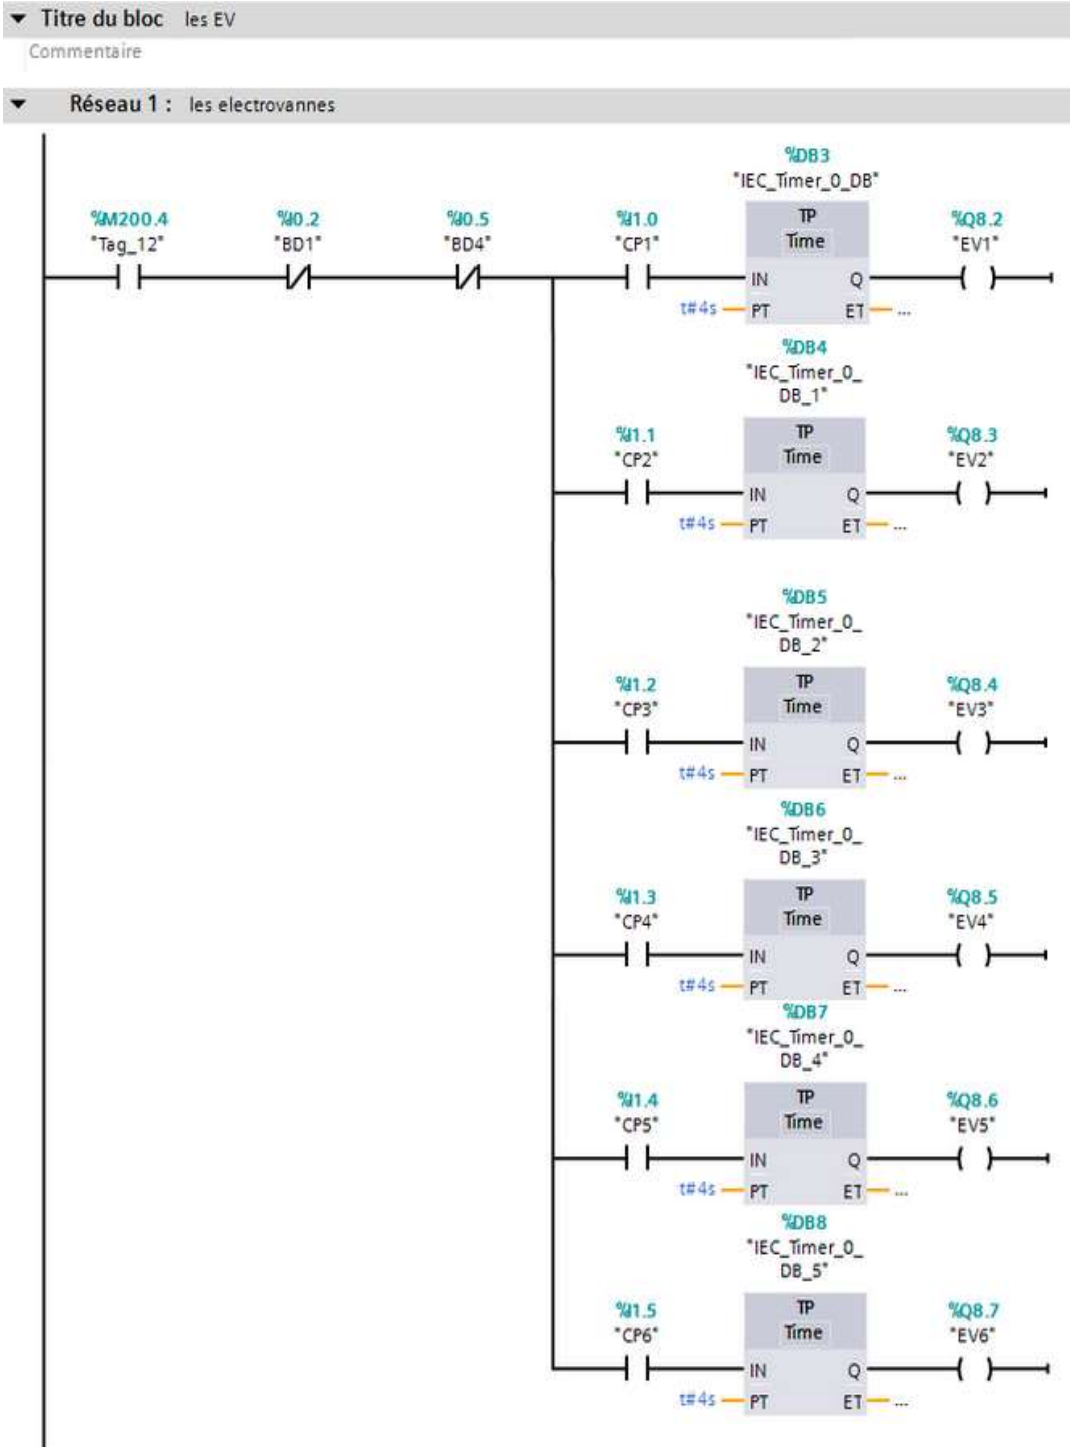 Titre du bloc les EV
Commentaire
Réseau 1 : les electrovannes
%DB3
"IEC_Timer_0_DB"
%M200.4 %I0.2 %I0.5 %I1.0 TP %Q8.2
"Tag_12" "BD1" "BD4" "CP1" Time "EV1"
IN Q
t#4s PT ET ...
%DB4
"IEC_Timer_0_
DB_1"
%I1.1 TP %Q8.3
"CP2" Time "EV2"
IN Q
t#4s PT ET ...
%DB5
"IEC_Timer_0_
DB_2"
%I1.2 TP %Q8.4
"CP3" Time "EV3"
IN Q
t#4s PT ET ...
%DB6
"IEC_Timer_0_
DB_3"
%I1.3 TP %Q8.5
"CP4" Time "EV4"
IN Q
t#4s PT ET ...
%DB7
"IEC_Timer_0_
DB_4"
%I1.4 TP %Q8.6
"CP5" Time "EV5"
IN Q
t#4s PT ET ...
%DB8
"IEC_Timer_0_
DB_5"
%I1.5 TP %Q8.7
"CP6" Time "EV6"
IN Q
t#4s PT ET ...